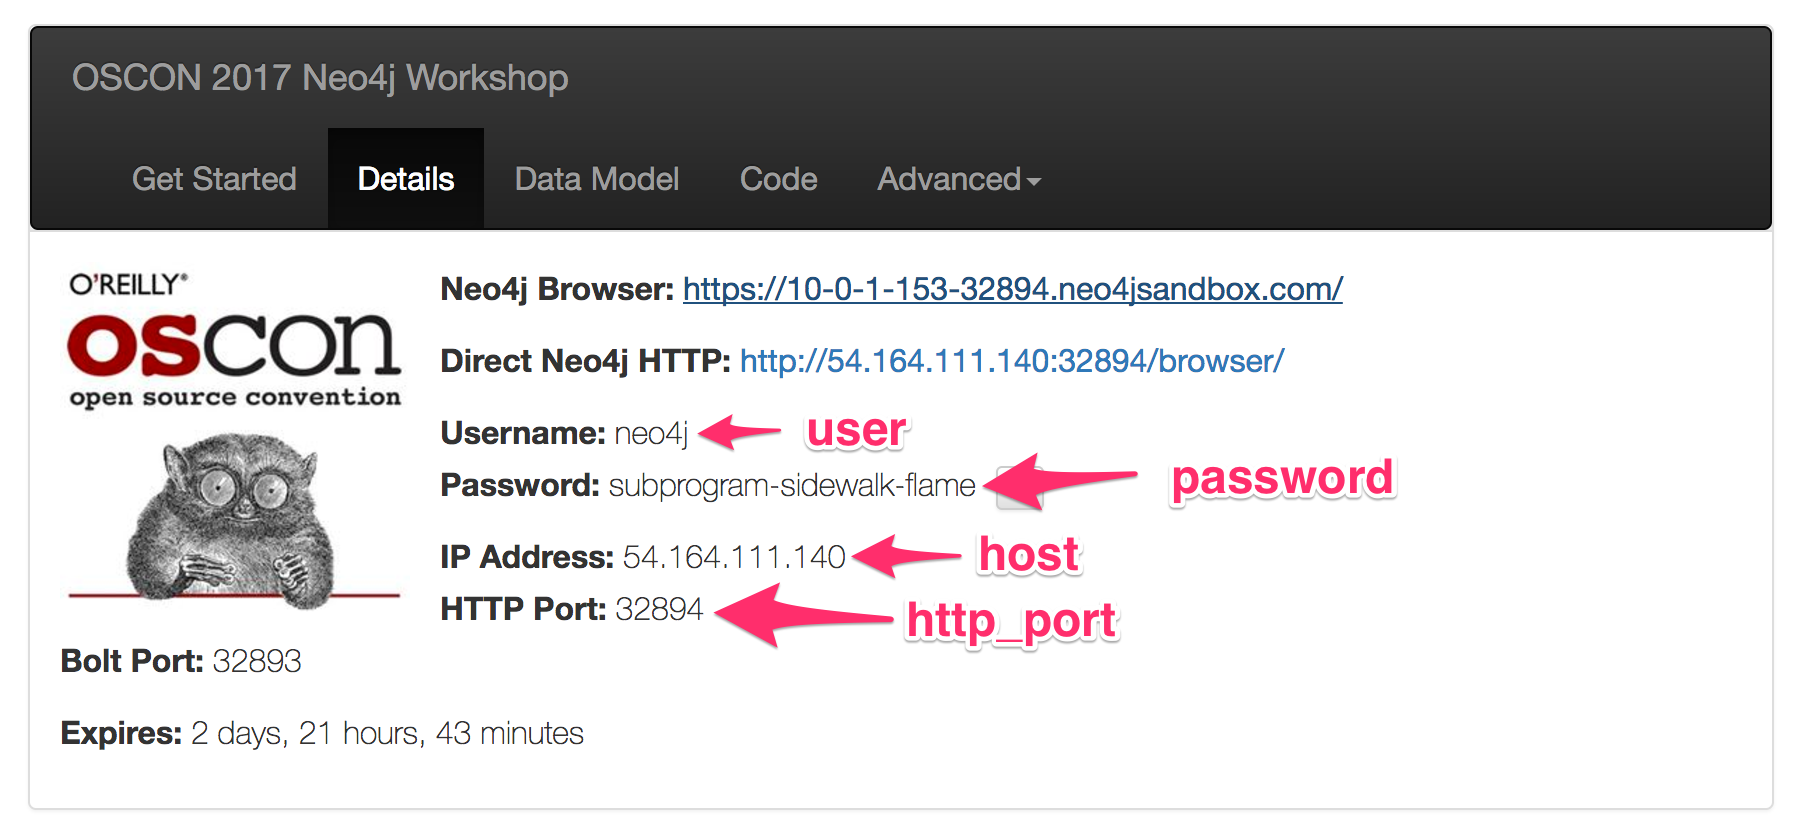 OSCON 2017 Neo4j Workshop
Get Started Details Data Model Code Advanced
O'REILLY®
oscon
open source convention
Neo4j Browser: https://10-0-1-153-32894.neo4jsandbox.com/
Direct Neo4j HTTP: http://54.164.111.140:32894/browser/
Username: neo4j user
Password: subprogram-sidewalk-flame password
IP Address: 54.164.111.140 host
HTTP Port: 32894 http_port
Bolt Port: 32893
Expires: 2 days, 21 hours, 43 minutes